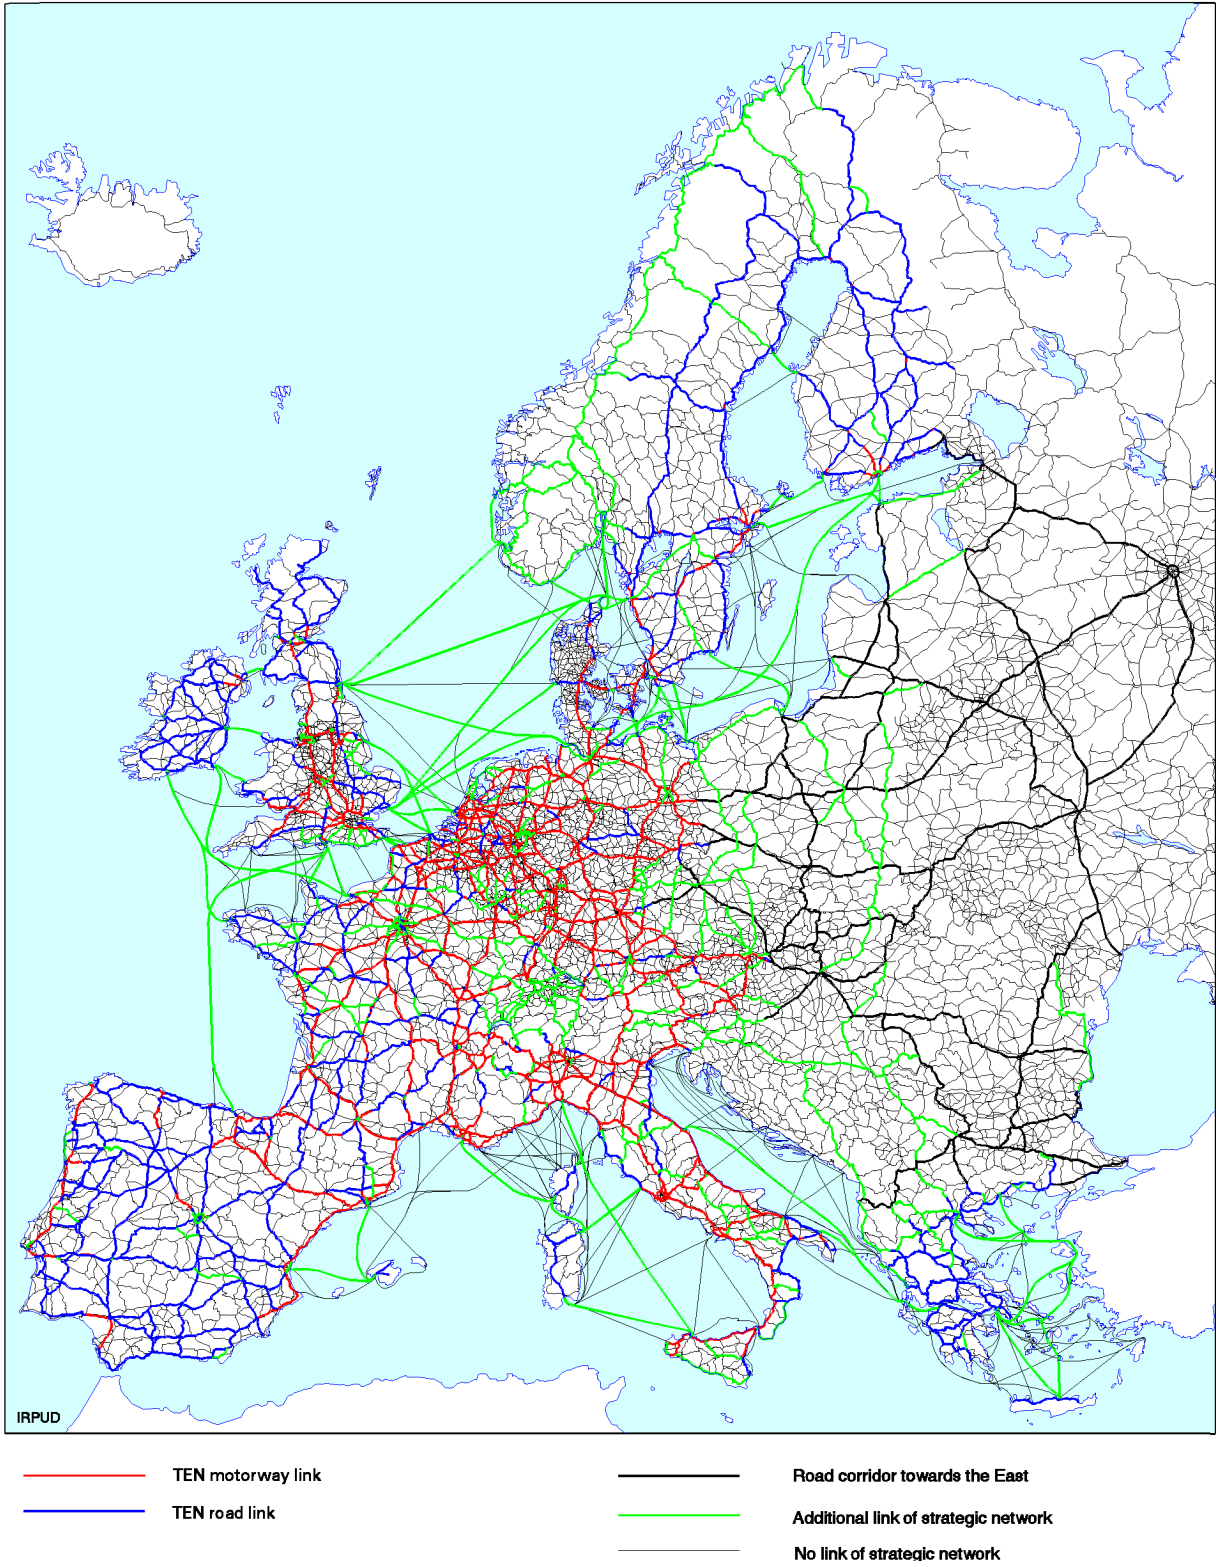 IRPUD
TEN motorway link
TEN road link
Road corridor towards the East
Additional link of strategic network
No link of strategic network